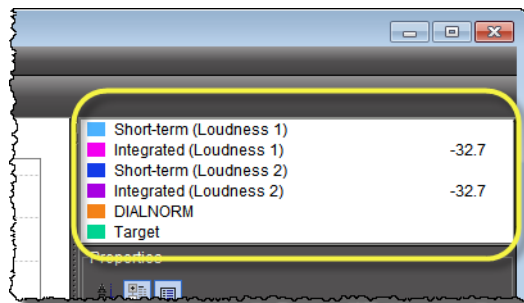 Short-term (Loudness 1)
Integrated (Loudness 1) -32.7
Short-term (Loudness 2)
Integrated (Loudness 2) -32.7
DIALNORM
Target
Properties